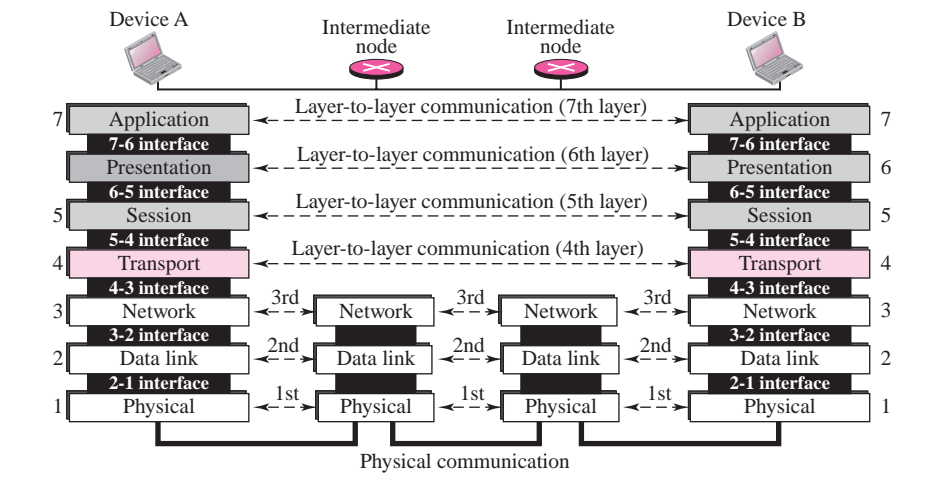 Device A
Intermediate
node
Intermediate
node
Device B
7 Application Layer-to-layer communication (7th layer) Application 7
7-6 interface 7-6 interface
Presentation Layer-to-layer communication (6th layer) Presentation 6
6-5 interface 6-5 interface
5 Session Layer-to-layer communication (5th layer) Session 5
5-4 interface 5-4 interface
4 Transport Layer-to-layer communication (4th layer) Transport 4
4-3 interface 4-3 interface
3 Network 3rd Network 3rd Network 3rd Network 3
3-2 interface 3-2 interface
2 Data link 2nd Data link 2nd Data link 2nd Data link 2
2-1 interface 2-1 interface
1 Physical 1st Physical 1st Physical 1st Physical 1
Physical communication